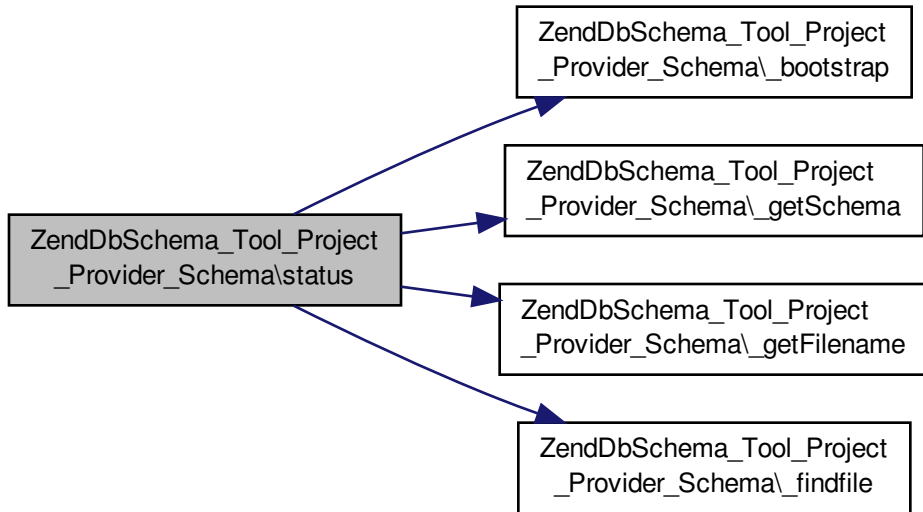 ZendDbSchema_Tool_Project
_Provider_Schema\_bootstrap
ZendDbSchema_Tool_Project
_Provider_Schema\_getSchema
ZendDbSchema_Tool_Project
_Provider_Schema\status
ZendDbSchema_Tool_Project
_Provider_Schema\_getFilename
ZendDbSchema_Tool_Project
_Provider_Schema\_findfile